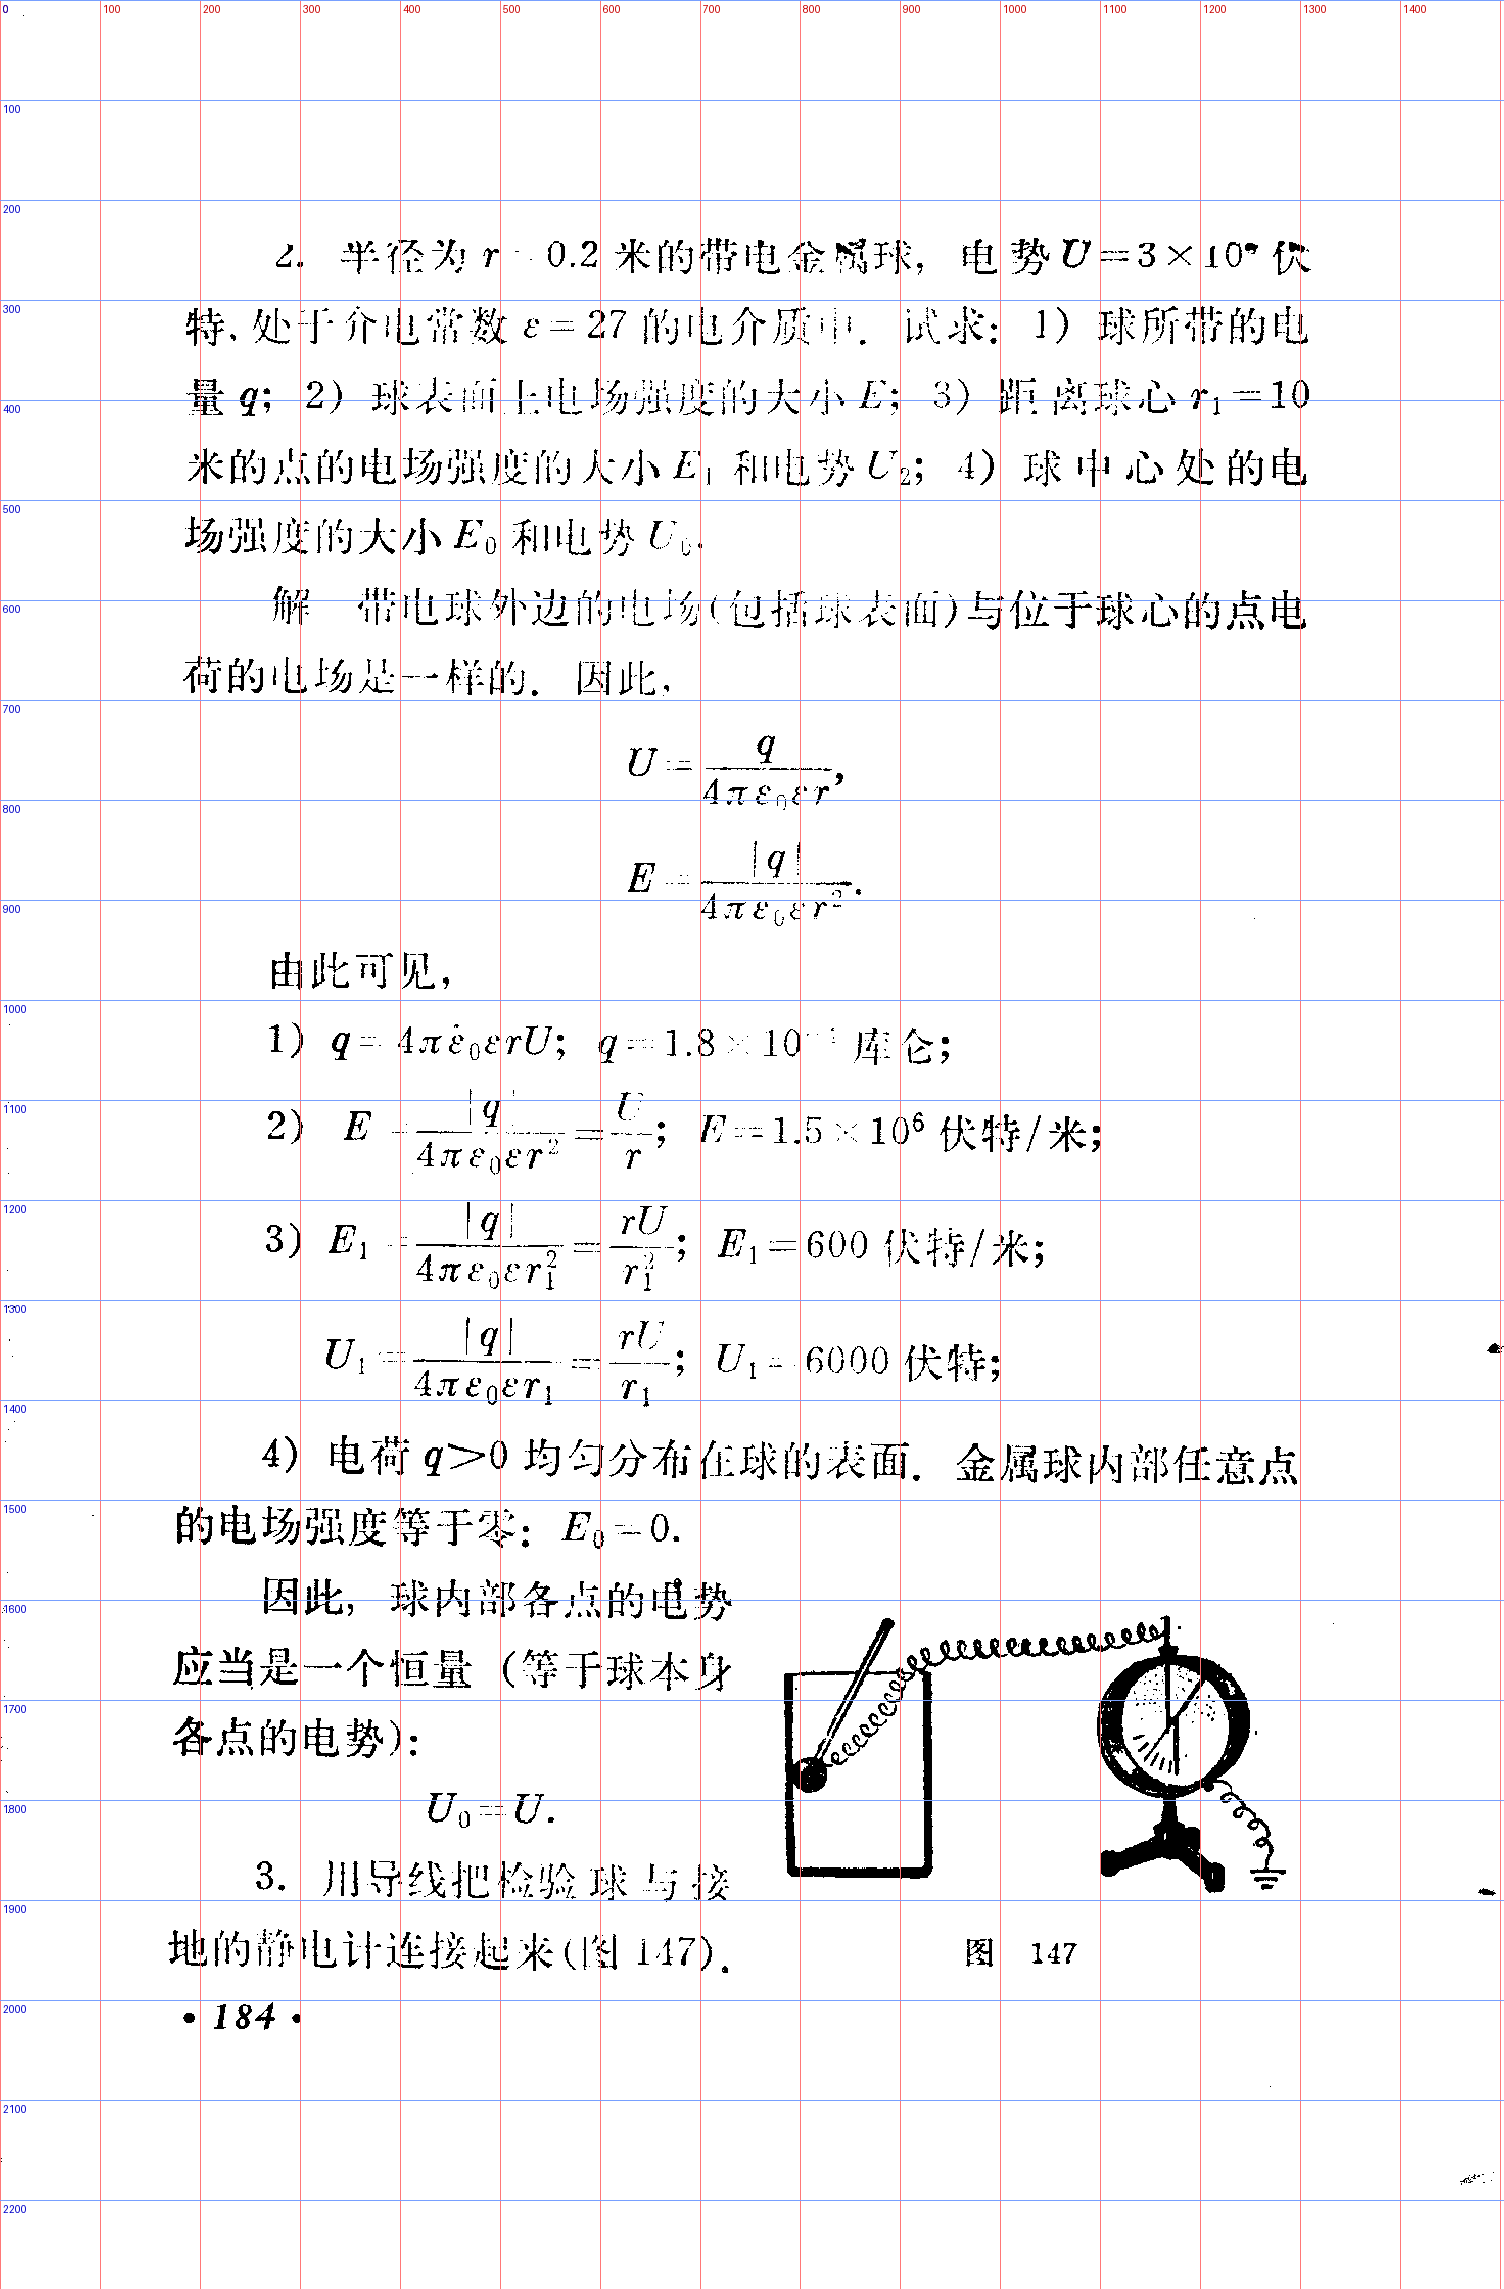 2. 半径为 r = 0.2 米的带电金属球, 电势 U = 3×10 伏
特, 处于介电常数 ε = 27 的电介质中. 试求: 1) 球所带的电
量 q; 2) 球表面上电场强度的大小 E; 3) 距离球心 r₁ = 10
米的点的电场强度的大小 E₁ 和电势 U₂; 4) 球中心处的电
场强度的大小 E₀ 和电势 U₀.
解 带电球外边的电场(包括球表面)与位于球心的点电
荷的电场是一样的. 因此,
U = q / 4πε₀εr,
E = |q| / 4πε₀εr².
由此可见,
1) q = 4πε₀εrU; q = 1.8×10 库仑;
2) E = |q| / 4πε₀εr² = U / r; E = 1.5×10⁶ 伏特/米;
3) E₁ = |q| / 4πε₀εr₁² = rU / r₁²; E₁ = 600 伏特/米;
U₁ = |q| / 4πε₀εr₁ = rU / r₁; U₁ = 6000 伏特;
4) 电荷 q>0 均匀分布在球的表面. 金属球内部任意点
的电场强度等于零: E₀ = 0.
因此, 球内部各点的电势
应当是一个恒量 (等于球本身
各点的电势):
U₀ = U.
3. 用导线把检验球与接
地的静电计连接起来(图 147).
图 147
• 184 •